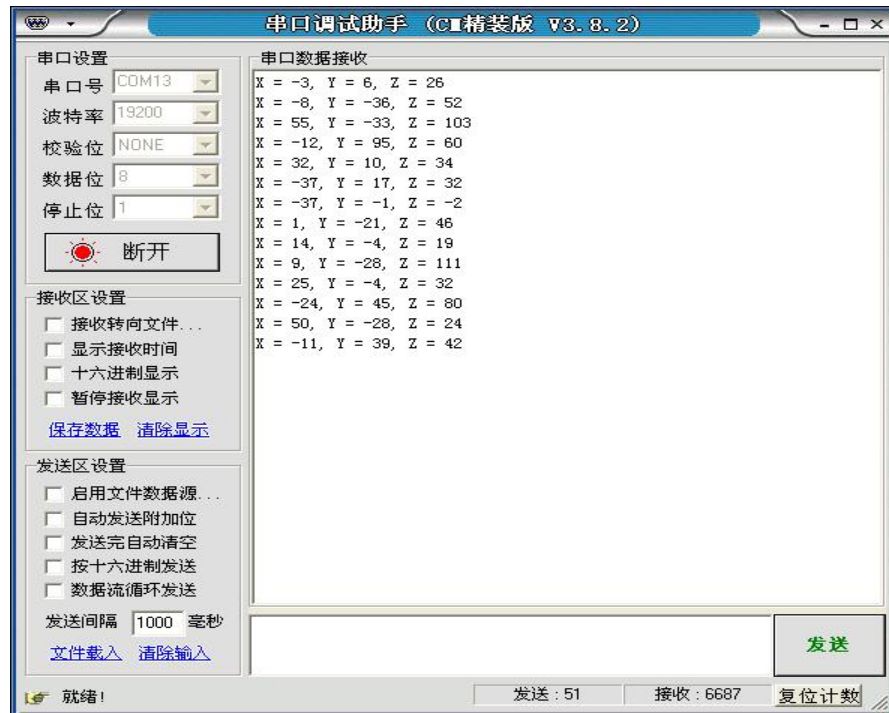 串口调试助手 (CM精装版 V3.8.2)
串口设置
串口号 COM13
波特率 19200
校验位 NONE
数据位 8
停止位 1
断开
接收区设置
接收转向文件...
显示接收时间
十六进制显示
暂停接收显示
保存数据 清除显示
发送区设置
启用文件数据源...
自动发送附加位
发送完自动清空
按十六进制发送
数据流循环发送
发送间隔 1000 毫秒
文件载入 清除输入
串口数据接收
X = -3, Y = 6, Z = 26
X = -8, Y = -36, Z = 52
X = 55, Y = -33, Z = 103
X = -12, Y = 95, Z = 60
X = 32, Y = 10, Z = 34
X = -37, Y = 17, Z = 32
X = -37, Y = -1, Z = -2
X = 1, Y = -21, Z = 46
X = 14, Y = -4, Z = 19
X = 9, Y = -28, Z = 111
X = 25, Y = -4, Z = 32
X = -24, Y = 45, Z = 80
X = 50, Y = -28, Z = 24
X = -11, Y = 39, Z = 42
发送
就绪! 发送:51 接收:6687 复位计数